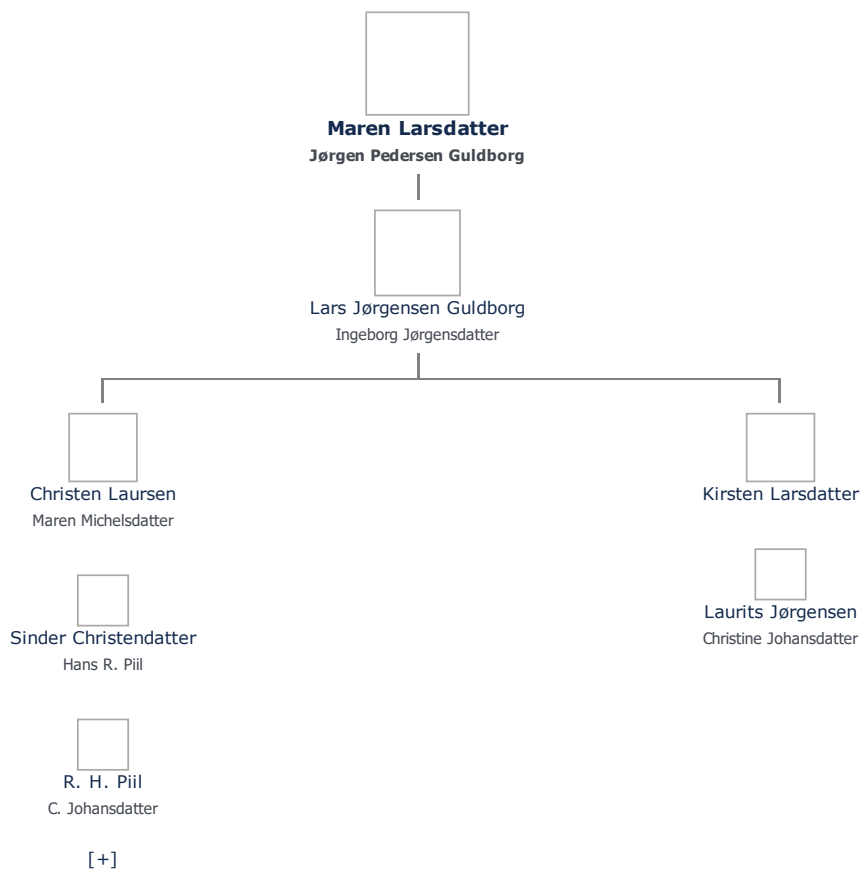 Maren Larsdatter
Jørgen Pedersen Guldborg
Lars Jørgensen Guldborg
Ingeborg Jørgensdatter
Christen Laursen
Maren Michelsdatter
Sinder Christendatter
Hans R. Piil
R. H. Piil
C. Johansdatter
[+]
Kirsten Larsdatter
Laurits Jørgensen
Christine Johansdatter